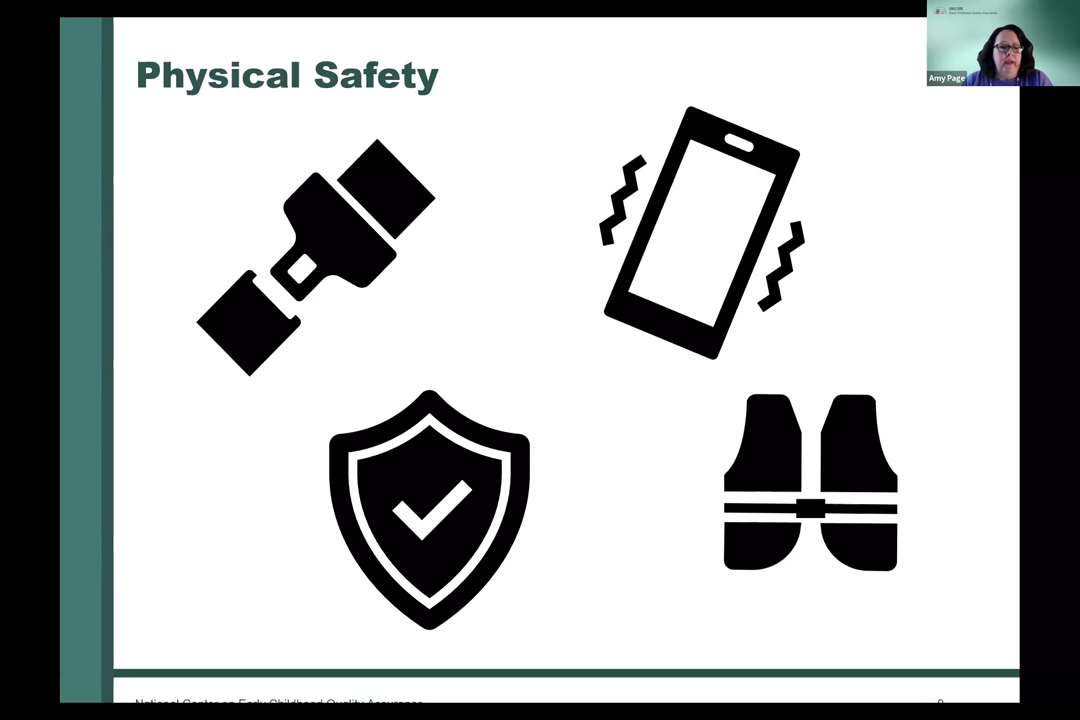 Physical Safety
Amy Page
National Center on Early Childhood Quality Assurance